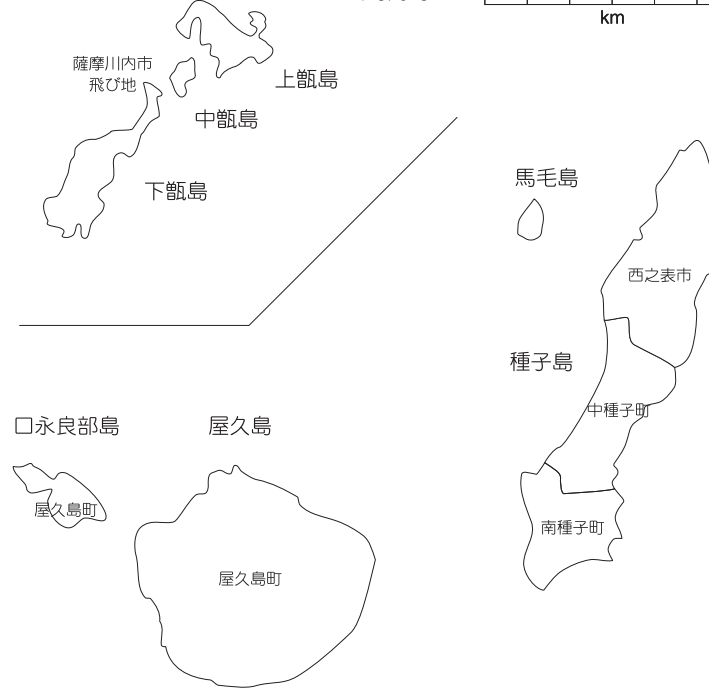 km
薩摩川内市
飛び地
上甑島
中甑島
下甑島
馬毛島
西之表市
種子島
中種子町
口永良部島
屋久島
屋久島町
南種子町
屋久島町